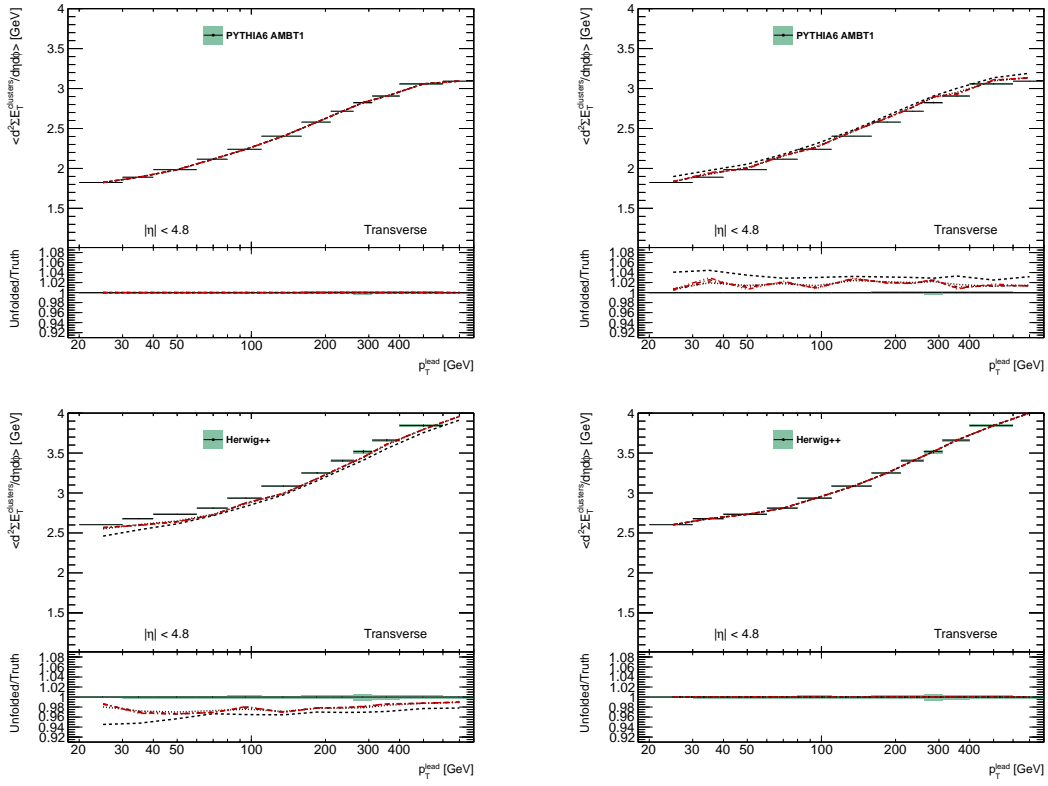 <d²ΣE_T^clusters/dηdϕ> [GeV]
4
3.5
3
2.5
2
1.5
PYTHIA6 AMBT1
|η| < 4.8
Transverse
Unfolded/Truth
1.08
1.06
1.04
1.02
1
0.98
0.96
0.94
0.92
20 30 40 50 100 200 300 400
p_T^lead [GeV]
<d²ΣE_T^clusters/dηdϕ> [GeV]
4
3.5
3
2.5
2
1.5
PYTHIA6 AMBT1
|η| < 4.8
Transverse
Unfolded/Truth
1.08
1.06
1.04
1.02
1
0.98
0.96
0.94
0.92
20 30 40 50 100 200 300 400
p_T^lead [GeV]
<d²ΣE_T^clusters/dηdϕ> [GeV]
4
3.5
3
2.5
2
1.5
Herwig++
|η| < 4.8
Transverse
Unfolded/Truth
1.08
1.06
1.04
1.02
1
0.98
0.96
0.94
0.92
20 30 40 50 100 200 300 400
p_T^lead [GeV]
<d²ΣE_T^clusters/dηdϕ> [GeV]
4
3.5
3
2.5
2
1.5
Herwig++
|η| < 4.8
Transverse
Unfolded/Truth
1.08
1.06
1.04
1.02
1
0.98
0.96
0.94
0.92
20 30 40 50 100 200 300 400
p_T^lead [GeV]